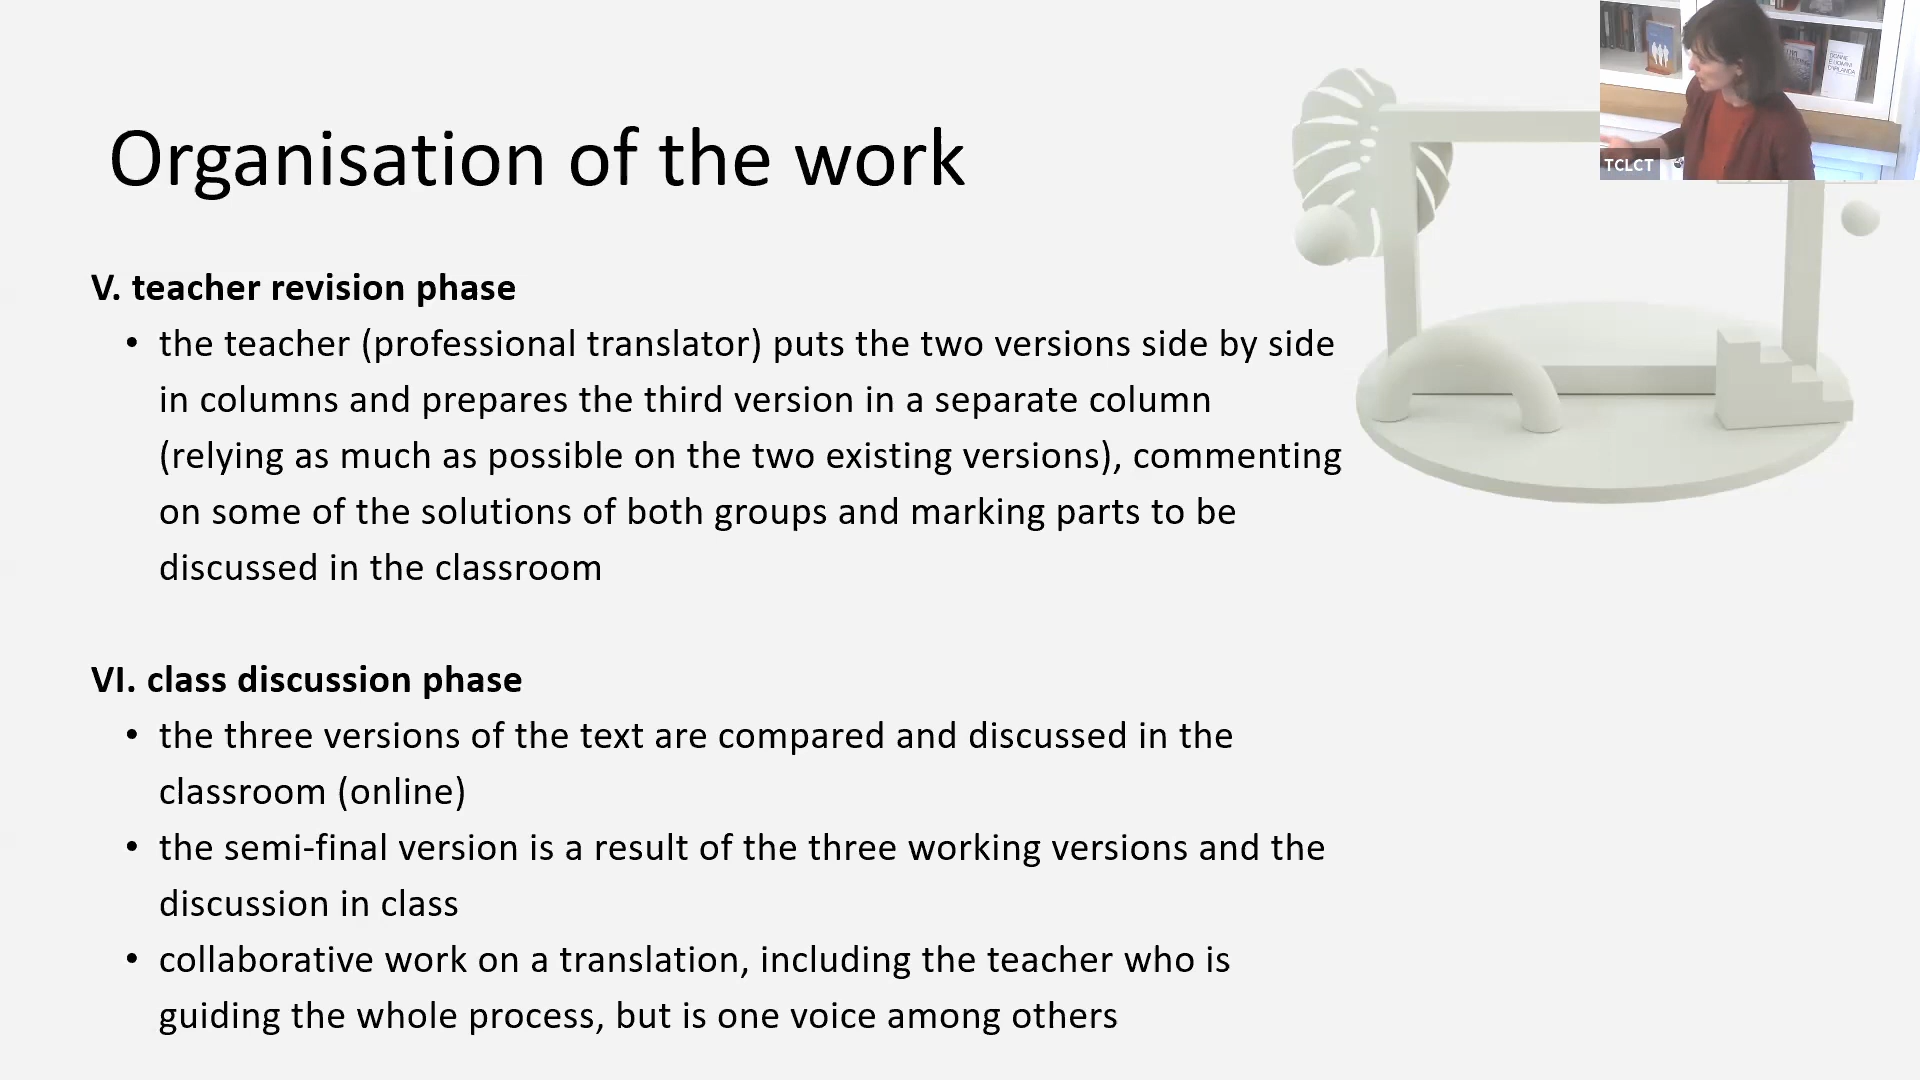 Organisation of the work
V. teacher revision phase
• the teacher (professional translator) puts the two versions side by side
in columns and prepares the third version in a separate column
(relying as much as possible on the two existing versions), commenting
on some of the solutions of both groups and marking parts to be
discussed in the classroom
VI. class discussion phase
• the three versions of the text are compared and discussed in the
classroom (online)
• the semi-final version is a result of the three working versions and the
discussion in class
• collaborative work on a translation, including the teacher who is
guiding the whole process, but is one voice among others
TCLCT